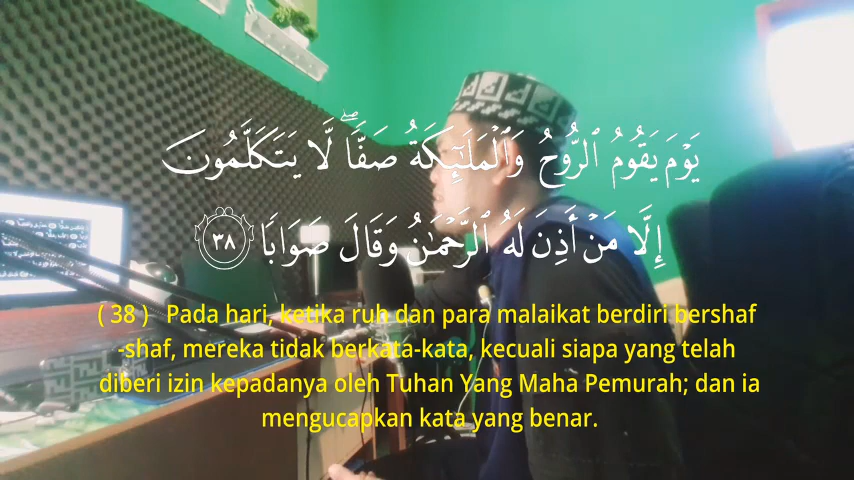 يَوْمَ يَقُومُ ٱلرُّوحُ وَٱلْمَلَٰٓئِكَةُ صَفًّا ۖ لَّا يَتَكَلَّمُونَ
إِلَّا مَنْ أَذِنَ لَهُ ٱلرَّحْمَٰنُ وَقَالَ صَوَابًا ٣٨
( 38 ) Pada hari, ketika ruh dan para malaikat berdiri bershaf
-shaf, mereka tidak berkata-kata, kecuali siapa yang telah
diberi izin kepadanya oleh Tuhan Yang Maha Pemurah; dan ia
mengucapkan kata yang benar.